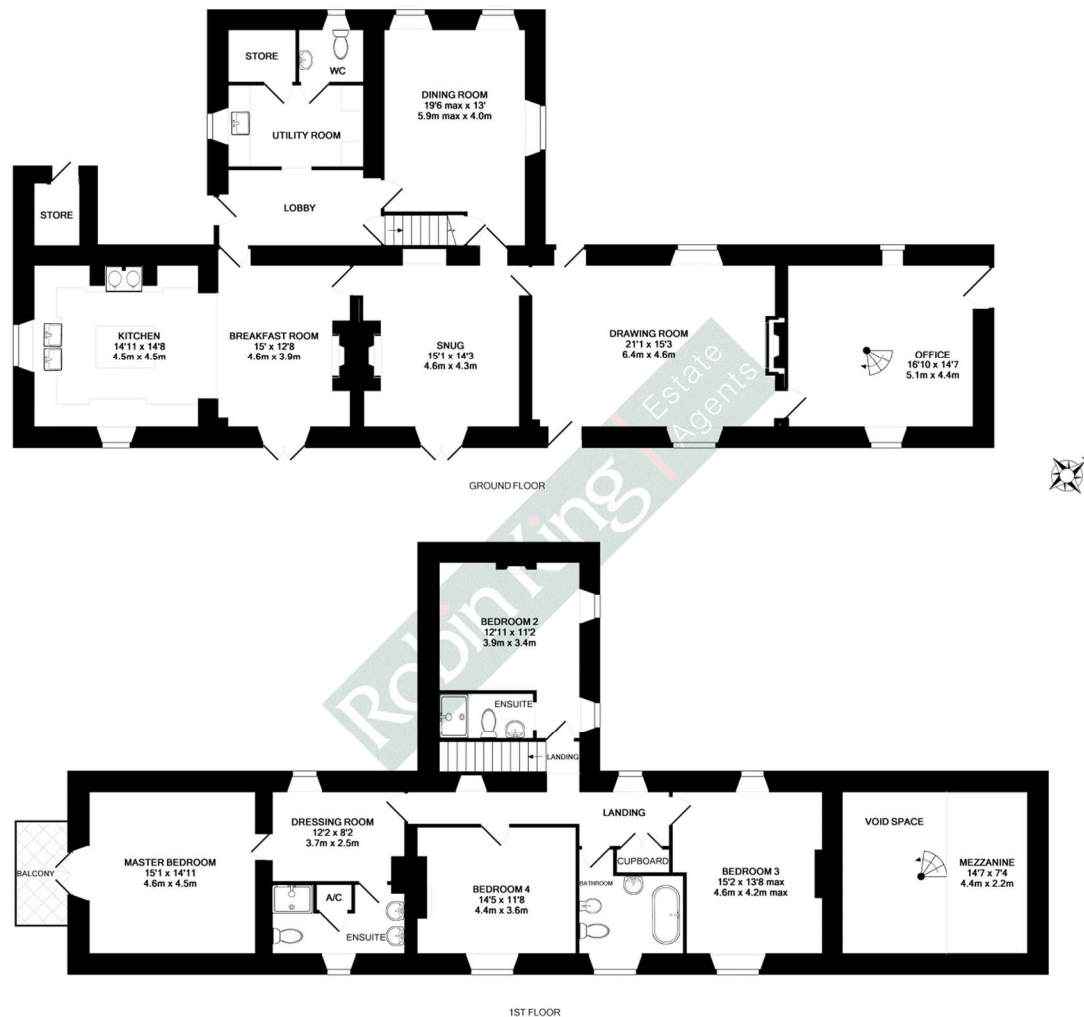 STORE
WC
DINING ROOM
19'6 max x 13'
5.9m max x 4.0m
UTILITY ROOM
LOBBY
STORE
KITCHEN
14'11 x 14'8
4.5m x 4.5m
BREAKFAST ROOM
15' x 12'8
4.6m x 3.9m
SNUG
15'1 x 14'3
4.6m x 4.3m
DRAWING ROOM
21'1 x 15'3
6.4m x 4.6m
OFFICE
16'10 x 14'7
5.1m x 4.4m
GROUND FLOOR
Robin King
Estate
Agents
BEDROOM 2
12'11 x 11'2
3.9m x 3.4m
ENSUITE
LANDING
BALCONY
MASTER BEDROOM
15'1 x 14'11
4.6m x 4.5m
DRESSING ROOM
12'2 x 8'2
3.7m x 2.5m
A/C
ENSUITE
BEDROOM 4
14'5 x 11'8
4.4m x 3.6m
LANDING
CUPBOARD
BATHROOM
BEDROOM 3
15'2 x 13'8 max
4.6m x 4.2m max
VOID SPACE
MEZZANINE
14'7 x 7'4
4.4m x 2.2m
1ST FLOOR